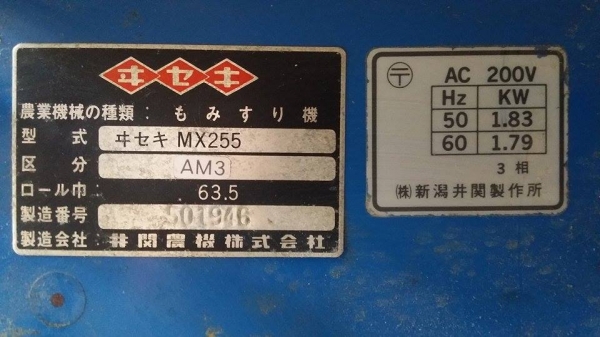 ヰセキ
農業機械の種類: もみすり機
型式 ヰセキ MX255
区分 AM3
ロール巾 63.5
製造番号 501946
製造会社 井関農機株式会社
〒 AC 200V
Hz KW
50 1.83
60 1.79
3相
(株)新潟井関製作所